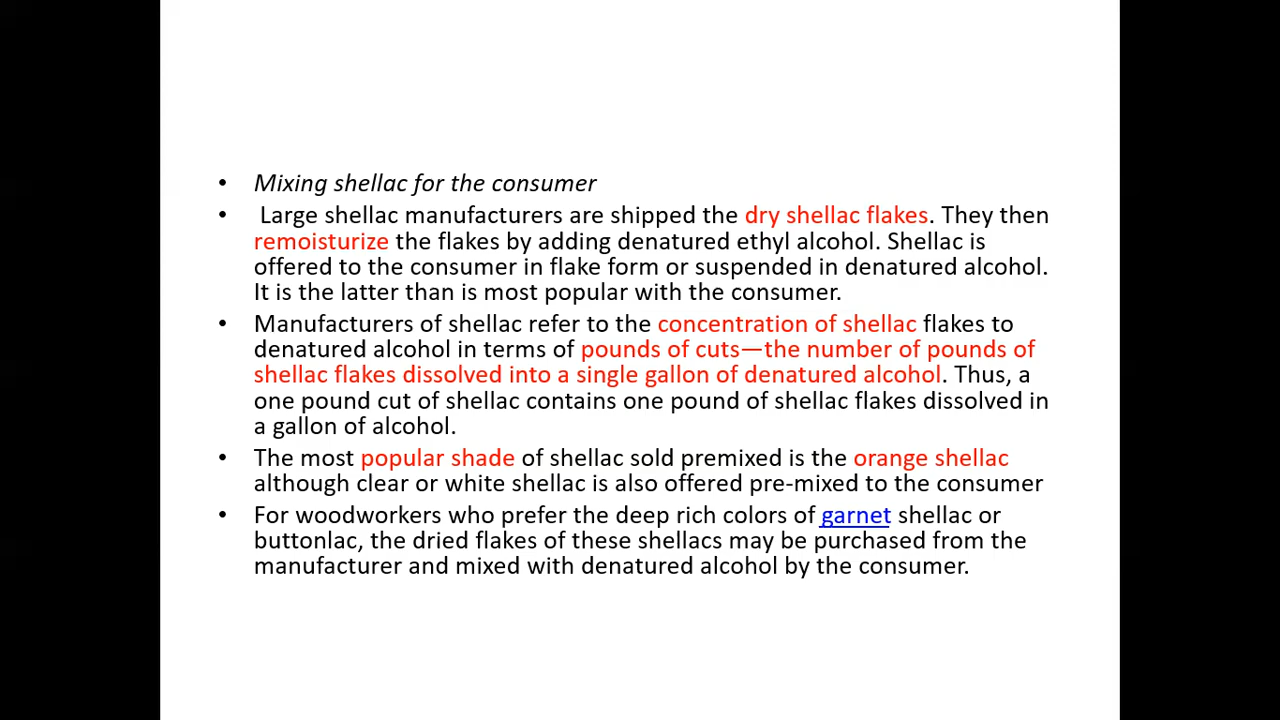 • Mixing shellac for the consumer
• Large shellac manufacturers are shipped the dry shellac flakes. They then
remoisturize the flakes by adding denatured ethyl alcohol. Shellac is
offered to the consumer in flake form or suspended in denatured alcohol.
It is the latter than is most popular with the consumer.
• Manufacturers of shellac refer to the concentration of shellac flakes to
denatured alcohol in terms of pounds of cuts—the number of pounds of
shellac flakes dissolved into a single gallon of denatured alcohol. Thus, a
one pound cut of shellac contains one pound of shellac flakes dissolved in
a gallon of alcohol.
• The most popular shade of shellac sold premixed is the orange shellac
although clear or white shellac is also offered pre-mixed to the consumer
• For woodworkers who prefer the deep rich colors of garnet shellac or
buttonlac, the dried flakes of these shellacs may be purchased from the
manufacturer and mixed with denatured alcohol by the consumer.